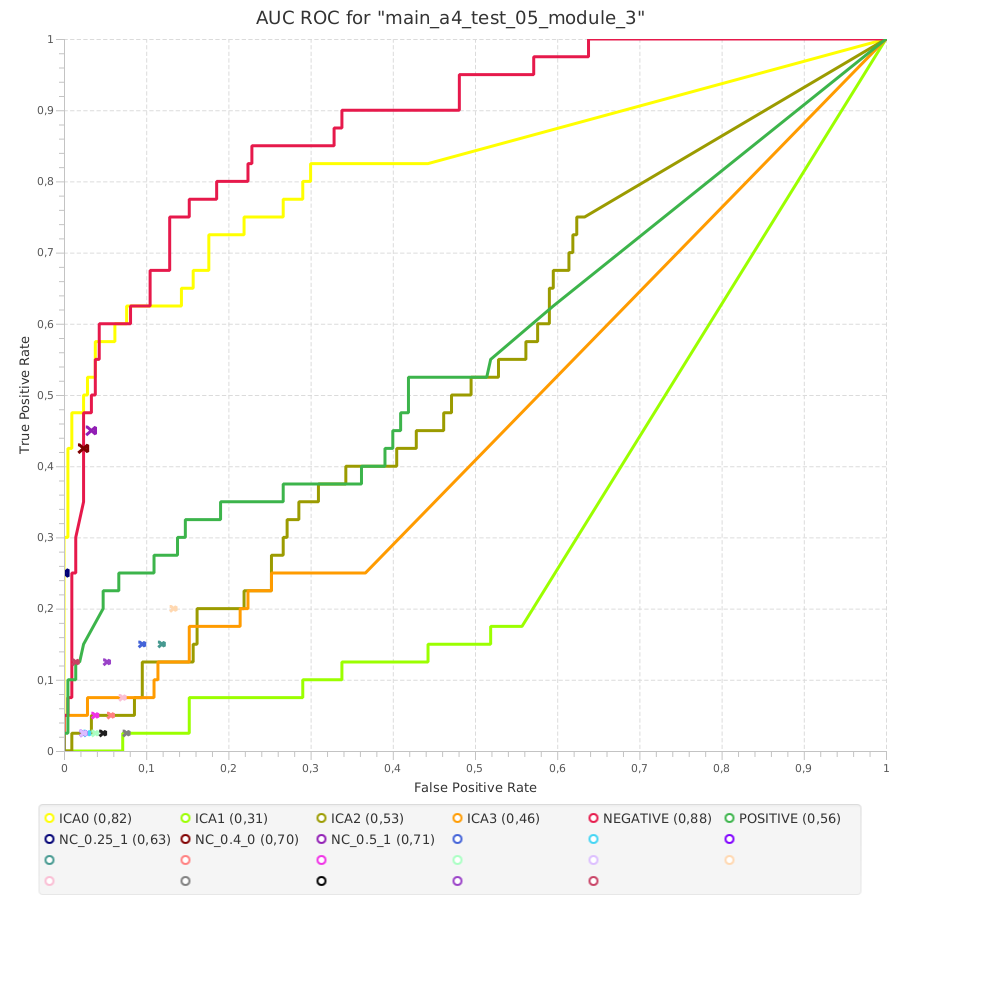 AUC ROC for "main_a4_test_05_module_3"
True Positive Rate
1
0,9
0,8
0,7
0,6
0,5
0,4
0,3
0,2
0,1
0
0 0,1 0,2 0,3 0,4 0,5 0,6 0,7 0,8 0,9 1
False Positive Rate
ICA0 (0,82) ICA1 (0,31) ICA2 (0,53) ICA3 (0,46) NEGATIVE (0,88) POSITIVE (0,56)
NC_0.25_1 (0,63) NC_0.4_0 (0,70) NC_0.5_1 (0,71)